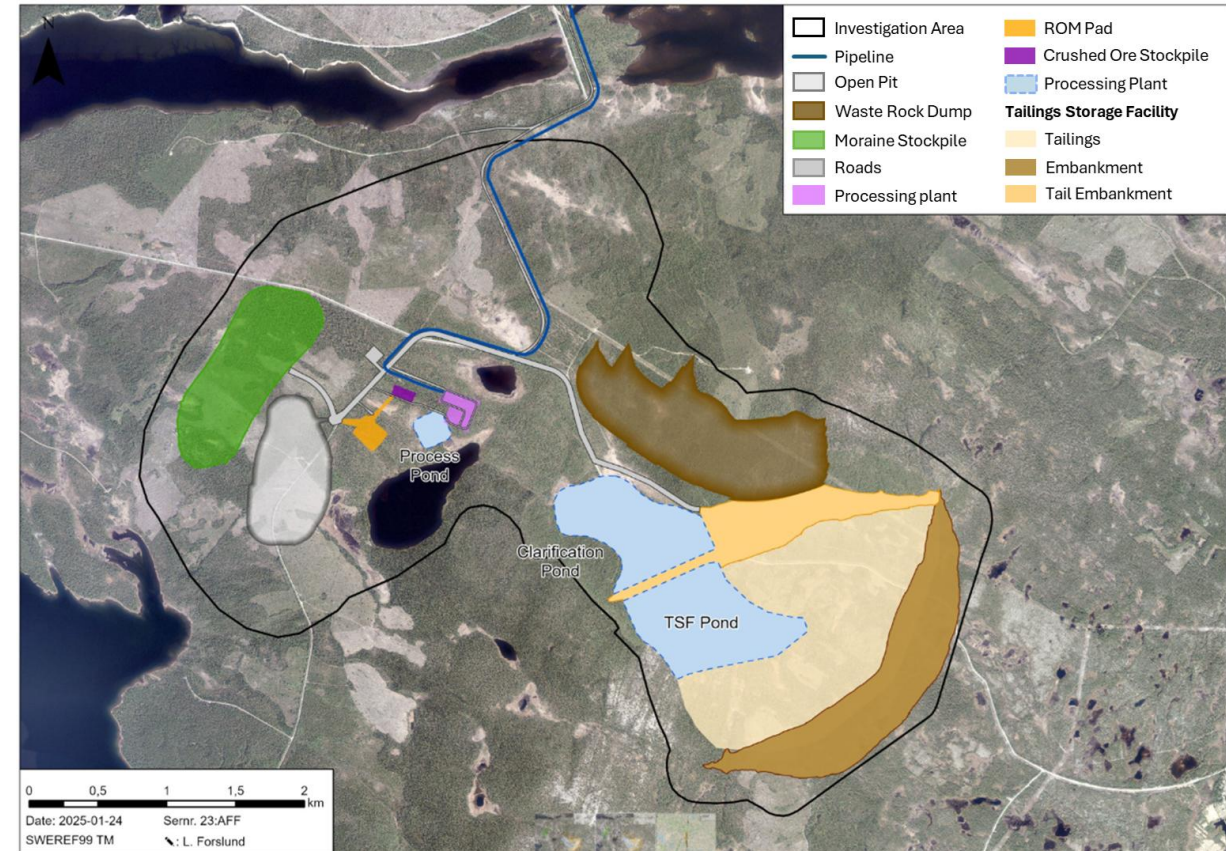 N
Investigation Area
Pipeline
Open Pit
Waste Rock Dump
Moraine Stockpile
Roads
Processing plant
ROM Pad
Crushed Ore Stockpile
Processing Plant
Tailings Storage Facility
Tailings
Embankment
Tail Embankment
Process
Pond
Clarification
Pond
TSF Pond
0 0,5 1 1,5 2
km
Date: 2025-01-24 Sernr. 23:AFF
SWEREF99 TM : L. Forslund